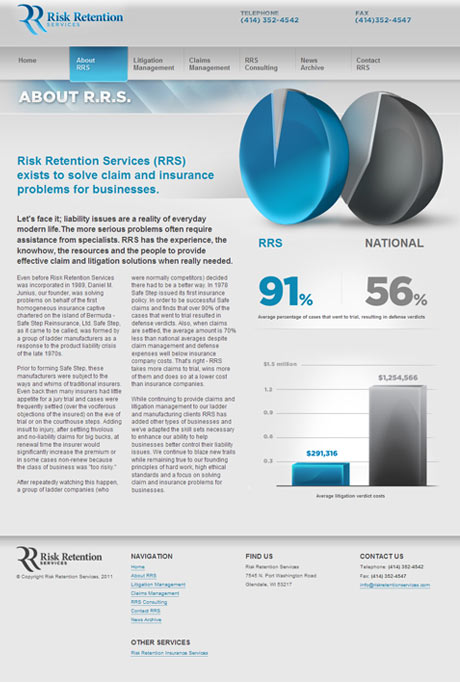 Risk Retention
SERVICES
TELEPHONE
(414) 352-4542
FAX
(414)352-4547
Home
About
RRS
Litigation
Management
Claims
Management
RRS
Consulting
News
Archive
Contact
RRS
ABOUT R.R.S.
Risk Retention Services (RRS)
exists to solve claim and insurance
problems for businesses.
Let's face it; liability issues are a reality of everyday
modern life.The more serious problems often require
assistance from specialists. RRS has the experience, the
knowhow, the resources and the people to provide
effective claim and litigation solutions when really needed.
Even before Risk Retention Services
was incorporated in 1989, Daniel M.
Junius, our founder, was solving
problems on behalf of the first
homogeneous insurance captive
chartered on the island of Bermuda -
Safe Step Reinsurance, Ltd. Safe Step,
as it came to be called, was formed by
a group of ladder manufacturers as a
response to the product liability crisis
of the late 1970s.
Prior to forming Safe Step, these
manufacturers were subject to the
ways and whims of traditional insurers.
Even back then many insurers had little
appetite for a jury trial and cases were
frequently settled (over the vociferous
objections of the insured) on the eve of
trial or on the courthouse steps. Adding
insult to injury, after settling frivolous
and no-liability claims for big bucks, at
renewal time the insurer would
significantly increase the premium or
in some cases non-renew because
the class of business was "too risky."
After repeatedly watching this happen,
a group of ladder companies (who
were normally competitors) decided
there had to be a better way. In 1978
Safe Step issued its first insurance
policy. In order to be successful Safe
claims and finds that over 90% of the
cases that went to trial resulted in
defense verdicts. Also, when claims
are settled, the average amount is 70%
less than national averages despite
claim management and defense
expenses well below insurance
company costs. That's right - RRS
takes more claims to trial, wins more
of them and does so at a lower cost
than insurance companies.
While continuing to provide claims and
litigation management to our ladder
and manufacturing clients RRS has
added other types of businesses and
we've adapted the skill sets necessary
to enhance our ability to help
businesses better control their liability
issues. We continue to blaze new trails
while remaining true to our founding
principles of hard work, high ethical
standards and a focus on solving
claim and insurance problems for
businesses.
RRS
NATIONAL
91%
56%
Average percentage of cases that went to trial, resulting in defense verdicts
$1.5 million
1.2
0.9
0.6
0.3
$291,316
$1,254,566
Average litigation verdict costs
Risk Retention
SERVICES
© Copyright Risk Retention Services, 2011
NAVIGATION
Home
About RRS
Litigation Management
Claims Management
RRS Consulting
Contact RRS
News Archive
OTHER SERVICES
Risk Retention Insurance Services
FIND US
Risk Retention Services
7545 N. Port Washington Road
Glendale, WI 53217
CONTACT US
Telephone: (414) 352-4542
Fax: (414) 352-4547
info@riskretentionservices.com